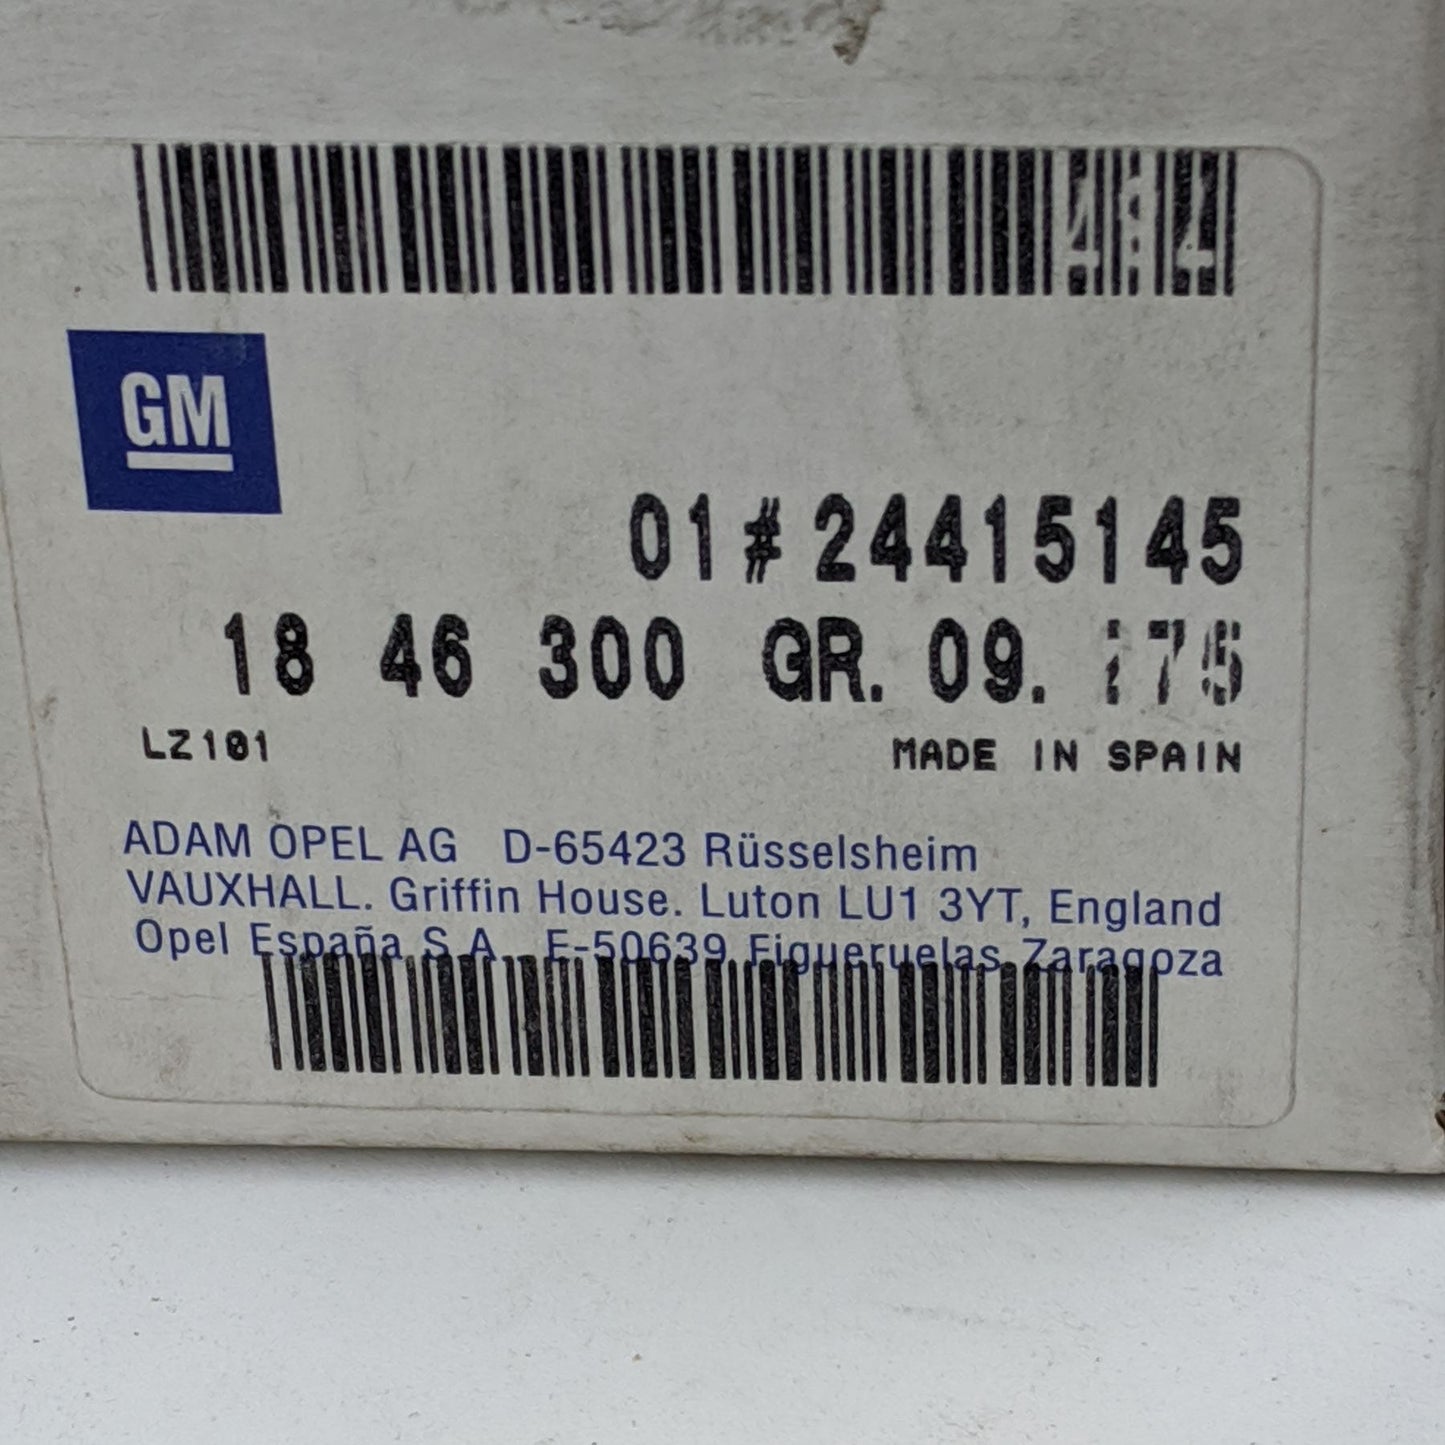 GM
01#24415145
18 46 300 GR. 09. 175
LZ101
MADE IN SPAIN
ADAM OPEL AG D-65423 Rüsselsheim
VAUXHALL. Griffin House. Luton LU1 3YT, England
Opel España S.A. E-50639 Figueruelas Zaragoza